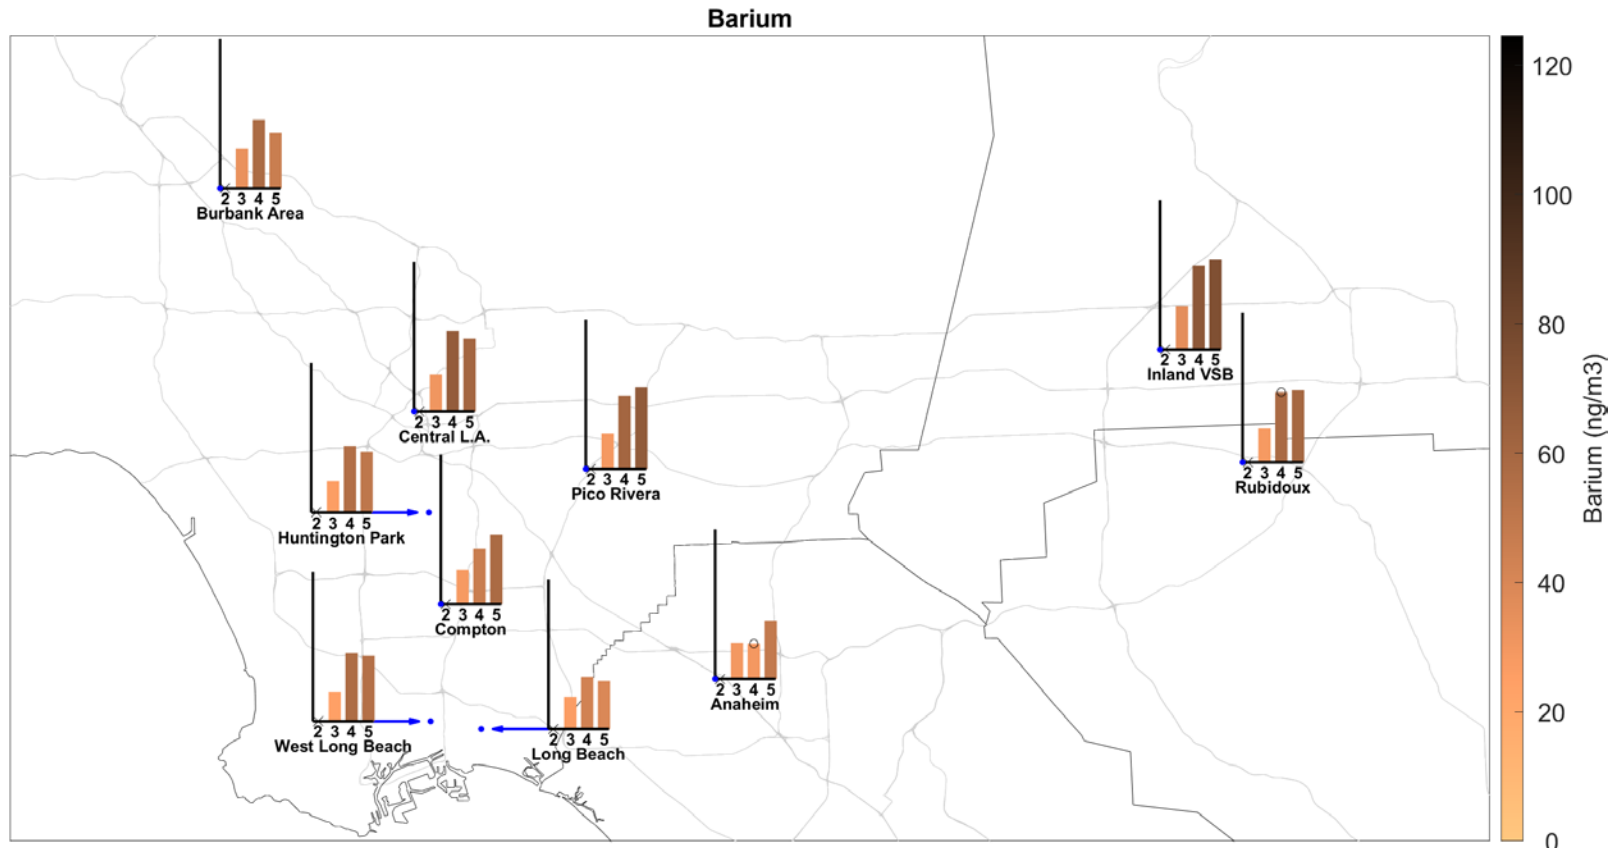 Barium
2 3 4 5
Burbank Area
2 3 4 5
Central L.A.
2 3 4 5
Huntington Park
2 3 4 5
Pico Rivera
2 3 4 5
Inland VSB
2 3 4 5
Rubidoux
2 3 4 5
Compton
2 3 4 5
West Long Beach
2 3 4 5
Long Beach
2 3 4 5
Anaheim
120
100
80
60
40
20
0
Barium (ng/m3)